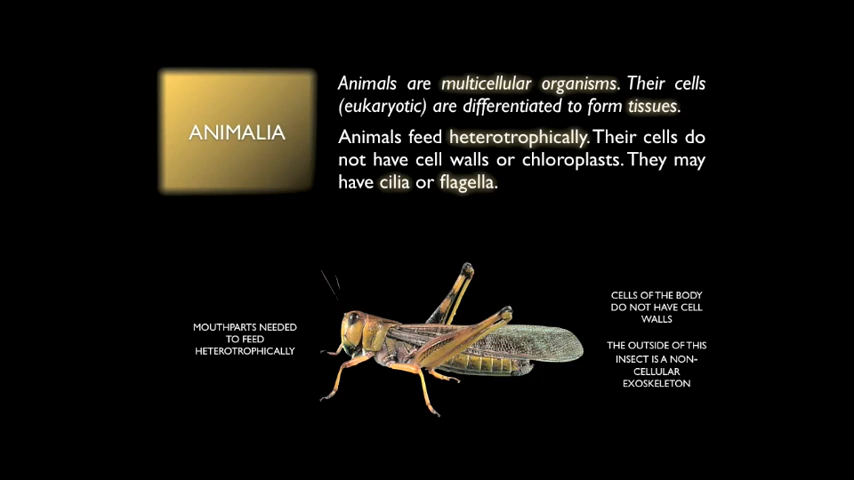 ANIMALIA
Animals are multicellular organisms. Their cells
(eukaryotic) are differentiated to form tissues.
Animals feed heterotrophically. Their cells do
not have cell walls or chloroplasts. They may
have cilia or flagella.
MOUTHPARTS NEEDED
TO FEED
HETEROTROPHICALLY
CELLS OF THE BODY
DO NOT HAVE CELL
WALLS
THE OUTSIDE OF THIS
INSECT IS A NON-
CELLULAR
EXOSKELETON